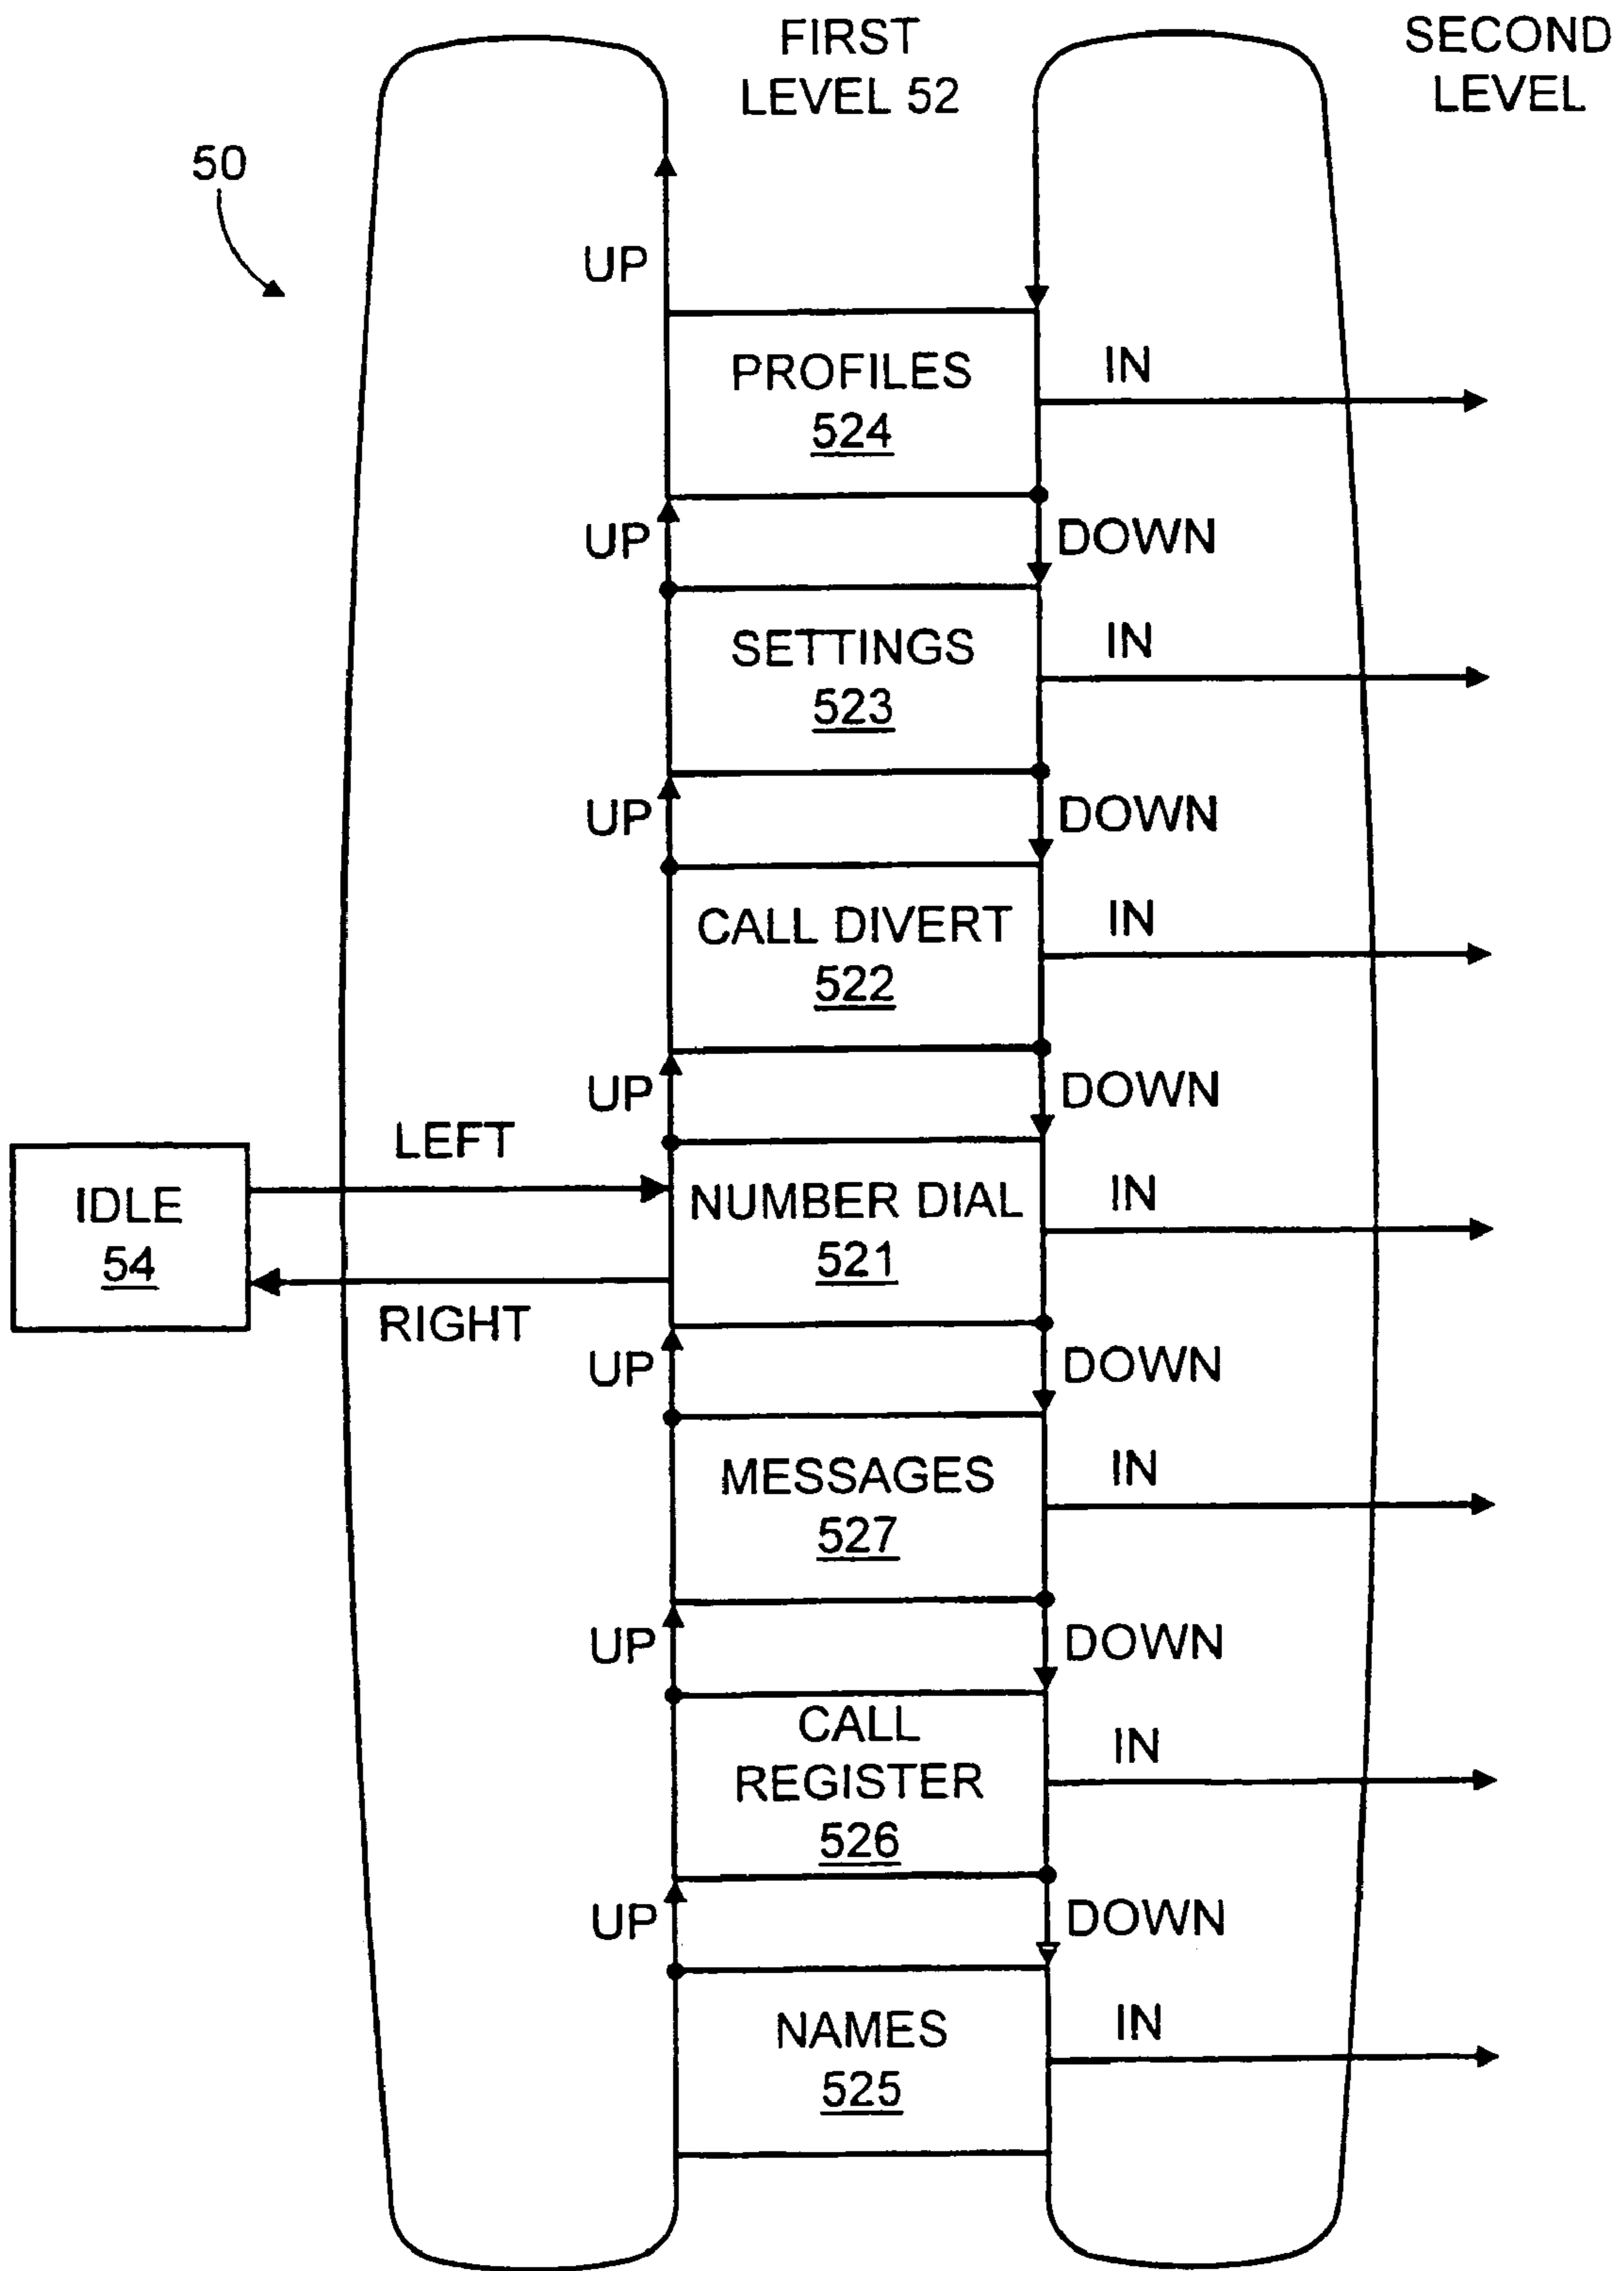 FIRST
LEVEL 52
SECOND
LEVEL
50
UP
PROFILES
524
IN
UP
DOWN
SETTINGS
523
IN
UP
DOWN
CALL DIVERT
522
IN
UP
DOWN
LEFT
IDLE
54
NUMBER DIAL
521
IN
RIGHT
UP
DOWN
MESSAGES
527
IN
UP
DOWN
CALL
REGISTER
526
IN
UP
DOWN
NAMES
525
IN